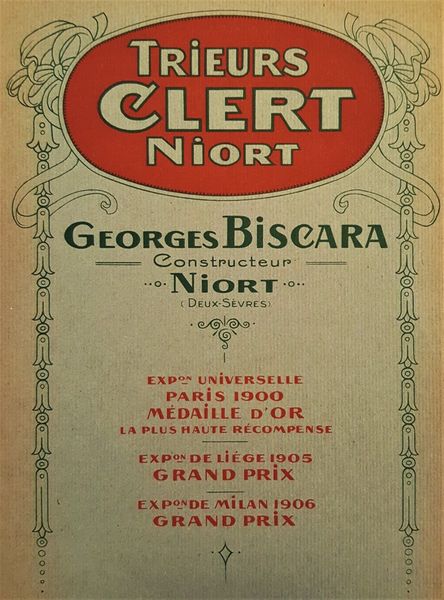 TRIEURS
CLERT
NIORT
GEORGES BISCARA
Constructeur
NIORT
(DEUX-SÈVRES)
EXPON UNIVERSELLE
PARIS 1900
MÉDAILLE D'OR
LA PLUS HAUTE RÉCOMPENSE
EXPON DE LIÉGE 1905
GRAND PRIX
EXPON DE MILAN 1906
GRAND PRIX